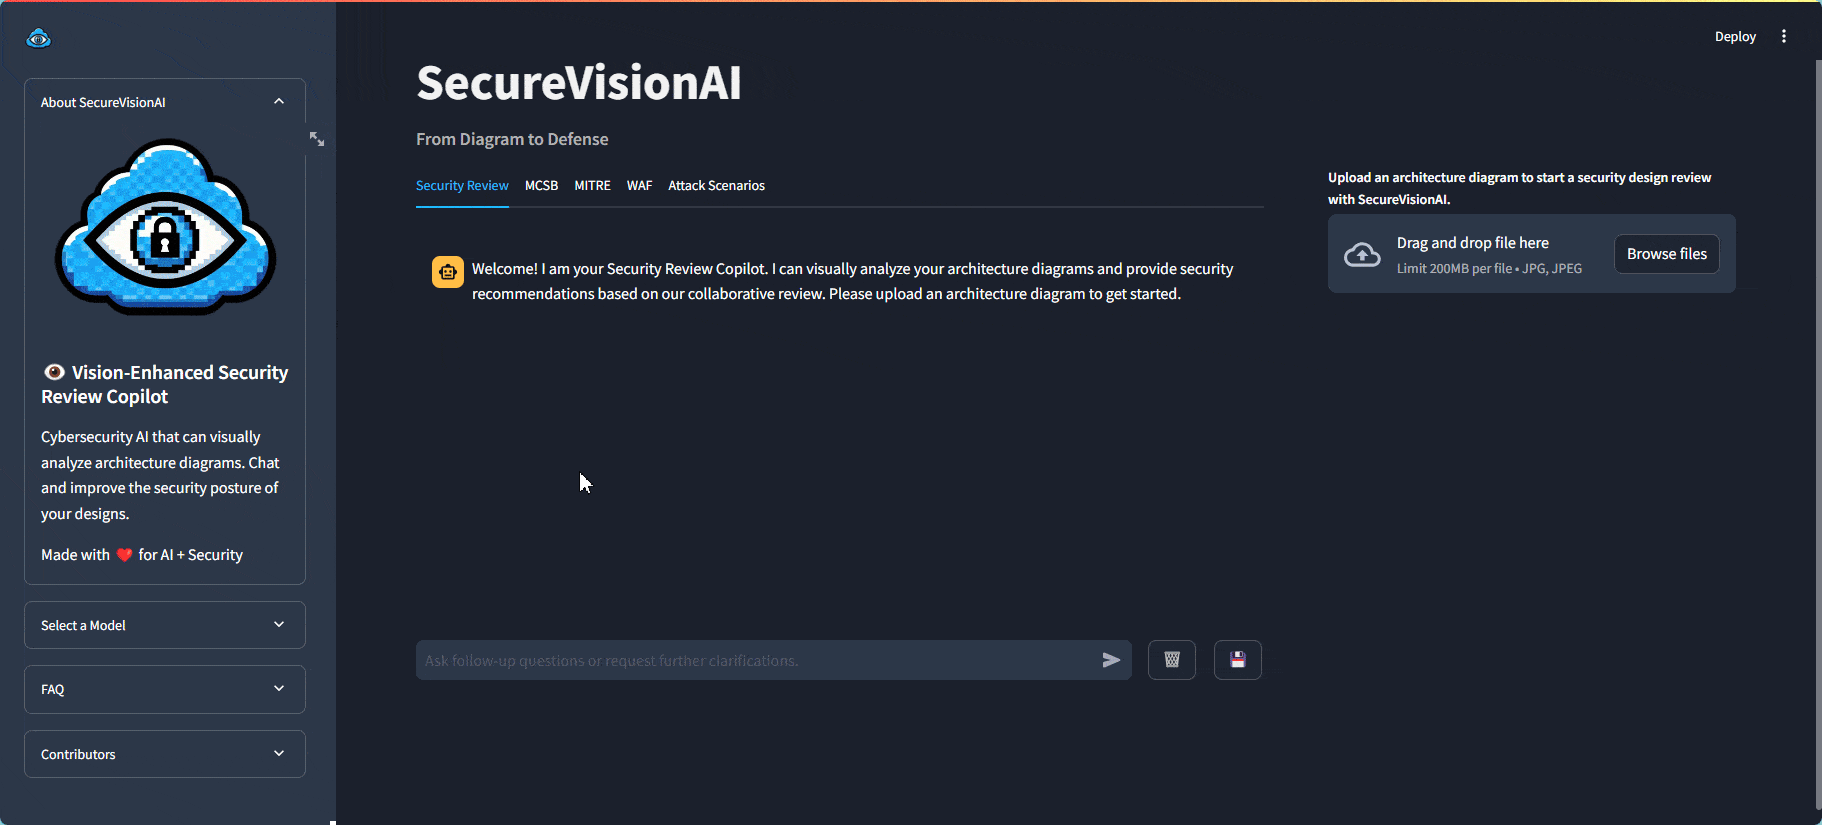 About SecureVisionAI
Vision-Enhanced Security
Review Copilot
Cybersecurity AI that can visually
analyze architecture diagrams. Chat
and improve the security posture of
your designs.
Made with ❤️ for AI + Security
Select a Model
FAQ
Contributors
Deploy
SecureVisionAI
From Diagram to Defense
Security Review MCSB MITRE WAF Attack Scenarios
Welcome! I am your Security Review Copilot. I can visually analyze your architecture diagrams and provide security
recommendations based on our collaborative review. Please upload an architecture diagram to get started.
Ask follow-up questions or request further clarifications.
Upload an architecture diagram to start a security design review
with SecureVisionAI.
Drag and drop file here
Limit 200MB per file • JPG, JPEG
Browse files